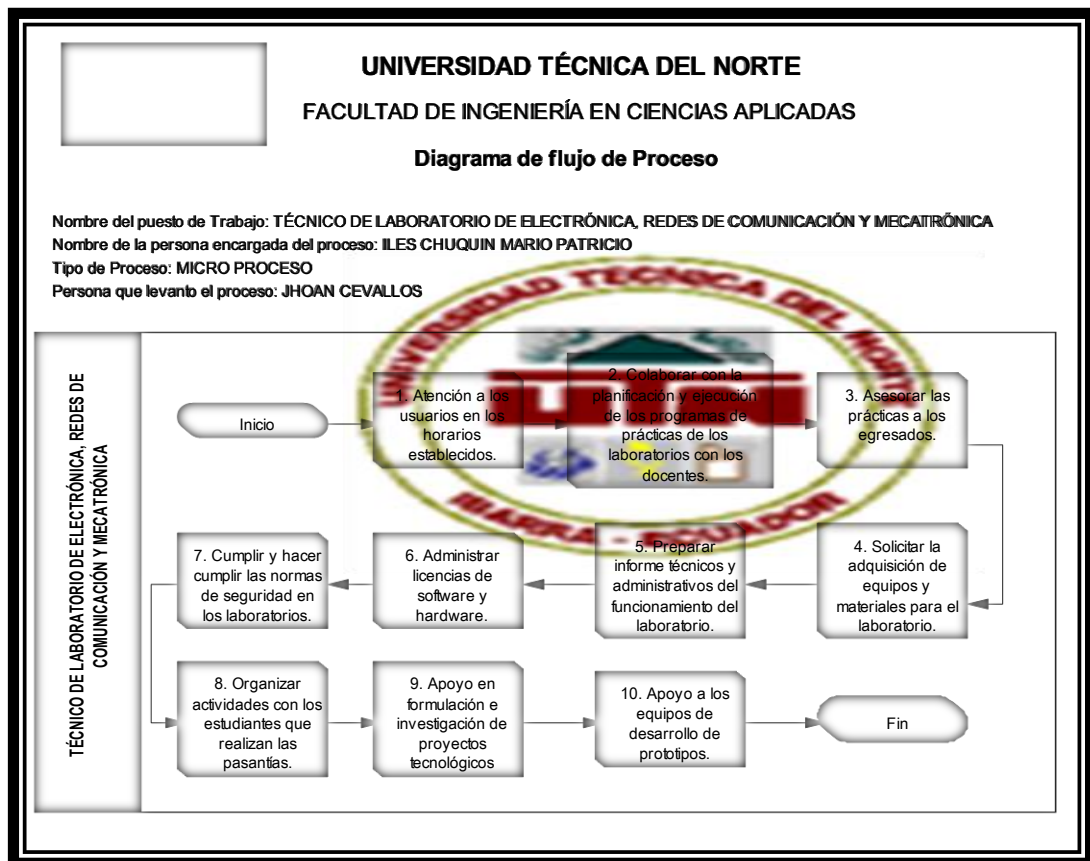 UNIVERSIDAD TÉCNICA DEL NORTE
FACULTAD DE INGENIERÍA EN CIENCIAS APLICADAS
Diagrama de flujo de Proceso
Nombre del puesto de Trabajo: TÉCNICO DE LABORATORIO DE ELECTRÓNICA, REDES DE COMUNICACIÓN Y MECATRÓNICA
Nombre de la persona encargada del proceso: ILES CHUQUIN MARIO PATRICIO
Tipo de Proceso: MICRO PROCESO
Persona que levanto el proceso: JHOAN CEVALLOS
UNIVERSIDAD TECNICA DEL NORTE
IBARRA - ECUADOR
TÉCNICO DE LABORATORIO DE ELECTRÓNICA, REDES DE
COMUNICACIÓN Y MECATRÓNICA
Inicio
1. Atención a los
usuarios en los
horarios
establecidos.
2. Colaborar con la
planificación y ejecución
de los programas de
prácticas de los
laboratorios con los
docentes.
3. Asesorar las
prácticas a los
egresados.
4. Solicitar la
adquisición de
equipos y
materiales para el
laboratorio.
5. Preparar
informe técnicos y
administrativos del
funcionamiento del
laboratorio.
6. Administrar
licencias de
software y
hardware.
7. Cumplir y hacer
cumplir las normas
de seguridad en
los laboratorios.
8. Organizar
actividades con los
estudiantes que
realizan las
pasantías.
9. Apoyo en
formulación e
investigación de
proyectos
tecnológicos
10. Apoyo a los
equipos de
desarrollo de
prototipos.
Fin